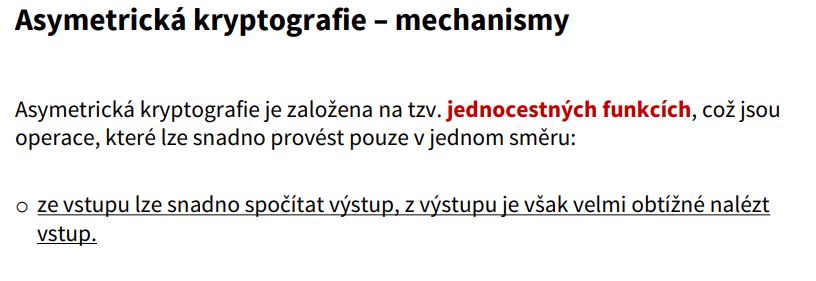 Asymetrická kryptografie – mechanismy
Asymetrická kryptografie je založena na tzv. jednocestných funkcích, což jsou
operace, které lze snadno provést pouze v jednom směru:
o ze vstupu lze snadno spočítat výstup, z výstupu je však velmi obtížné nalézt
vstup.